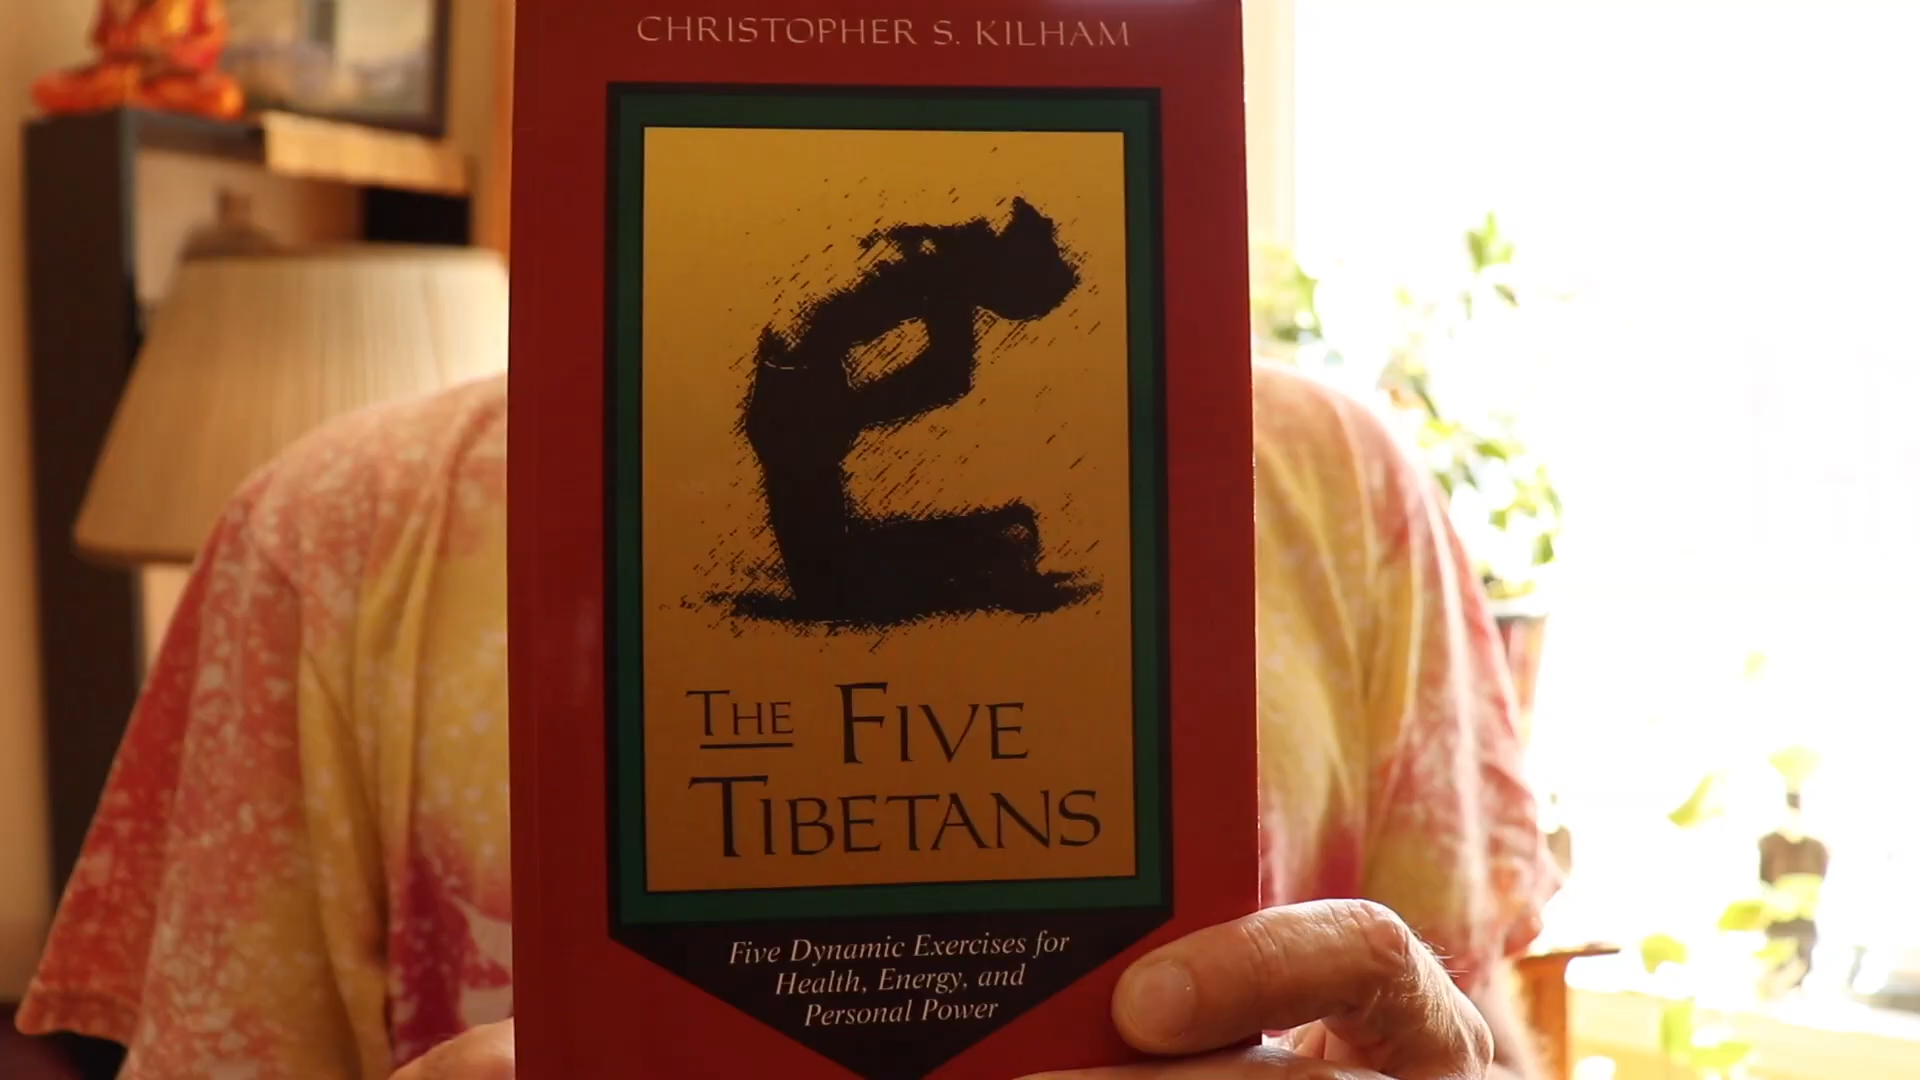 CHRISTOPHER S. KILHAM
THE FIVE
TIBETANS
Five Dynamic Exercises for
Health, Energy, and
Personal Power